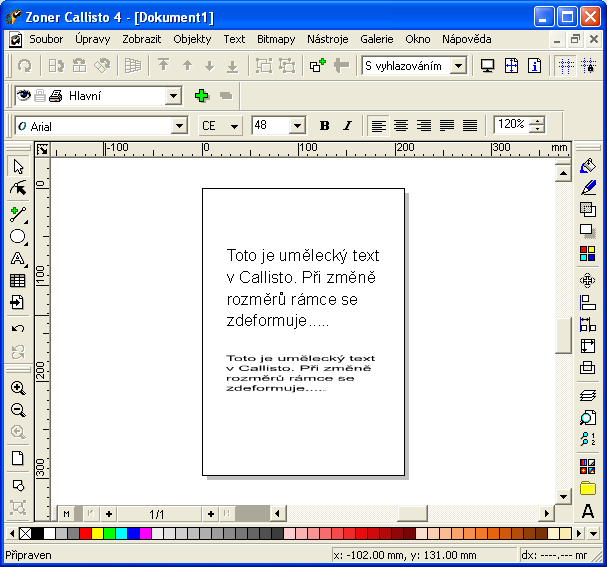 Zoner Callisto 4 - [Dokument1]
Soubor Úpravy Zobrazit Objekty Text Bitmapy Nástroje Galerie Okno Nápověda
S vyhlazováním
Hlavní
O Arial CE 48 B I 120%
-100 0 100 200 300 mm
0
100
200
300
Toto je umělecký text
v Callisto. Při změně
rozměrů rámce se
zdeformuje.....
Toto je umělecký text
v Callisto. Při změně
rozměrů rámce se
zdeformuje.....
1/1
Připraven x: -102.00 mm, y: 131.00 mm dx: ----.-- mr